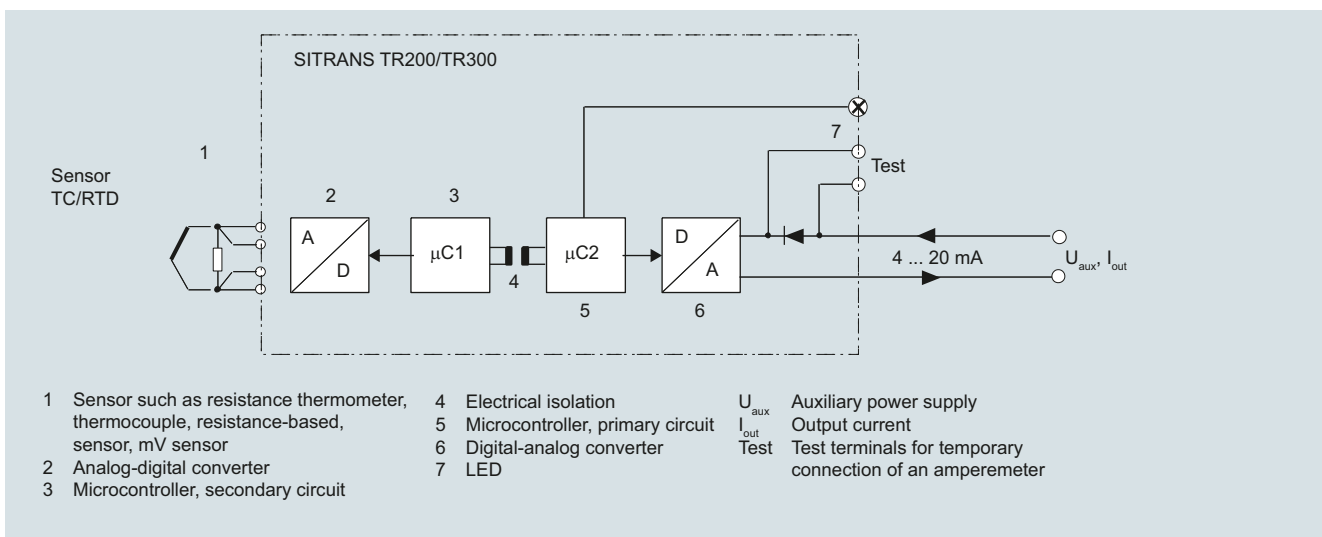 SITRANS TR200/TR300
7
1
Test
Sensor
TC/RTD
2
3
A
D
μC1
4
μC2
D
A
4 ... 20 mA
Uaux, Iout
5
6
1 Sensor such as resistance thermometer,
thermocouple, resistance-based,
sensor, mV sensor
2 Analog-digital converter
3 Microcontroller, secondary circuit
4 Electrical isolation
5 Microcontroller, primary circuit
6 Digital-analog converter
7 LED
Uaux Auxiliary power supply
Iout Output current
Test Test terminals for temporary
connection of an amperemeter